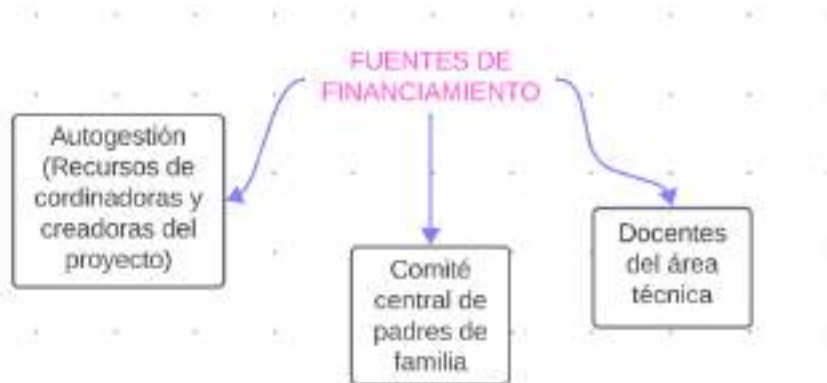 FUENTES DE
FINANCIAMIENTO
Autogestión
(Recursos de
cordinadoras y
creadoras del
proyecto)
Comité
central de
padres de
familia
Docentes
del área
técnica